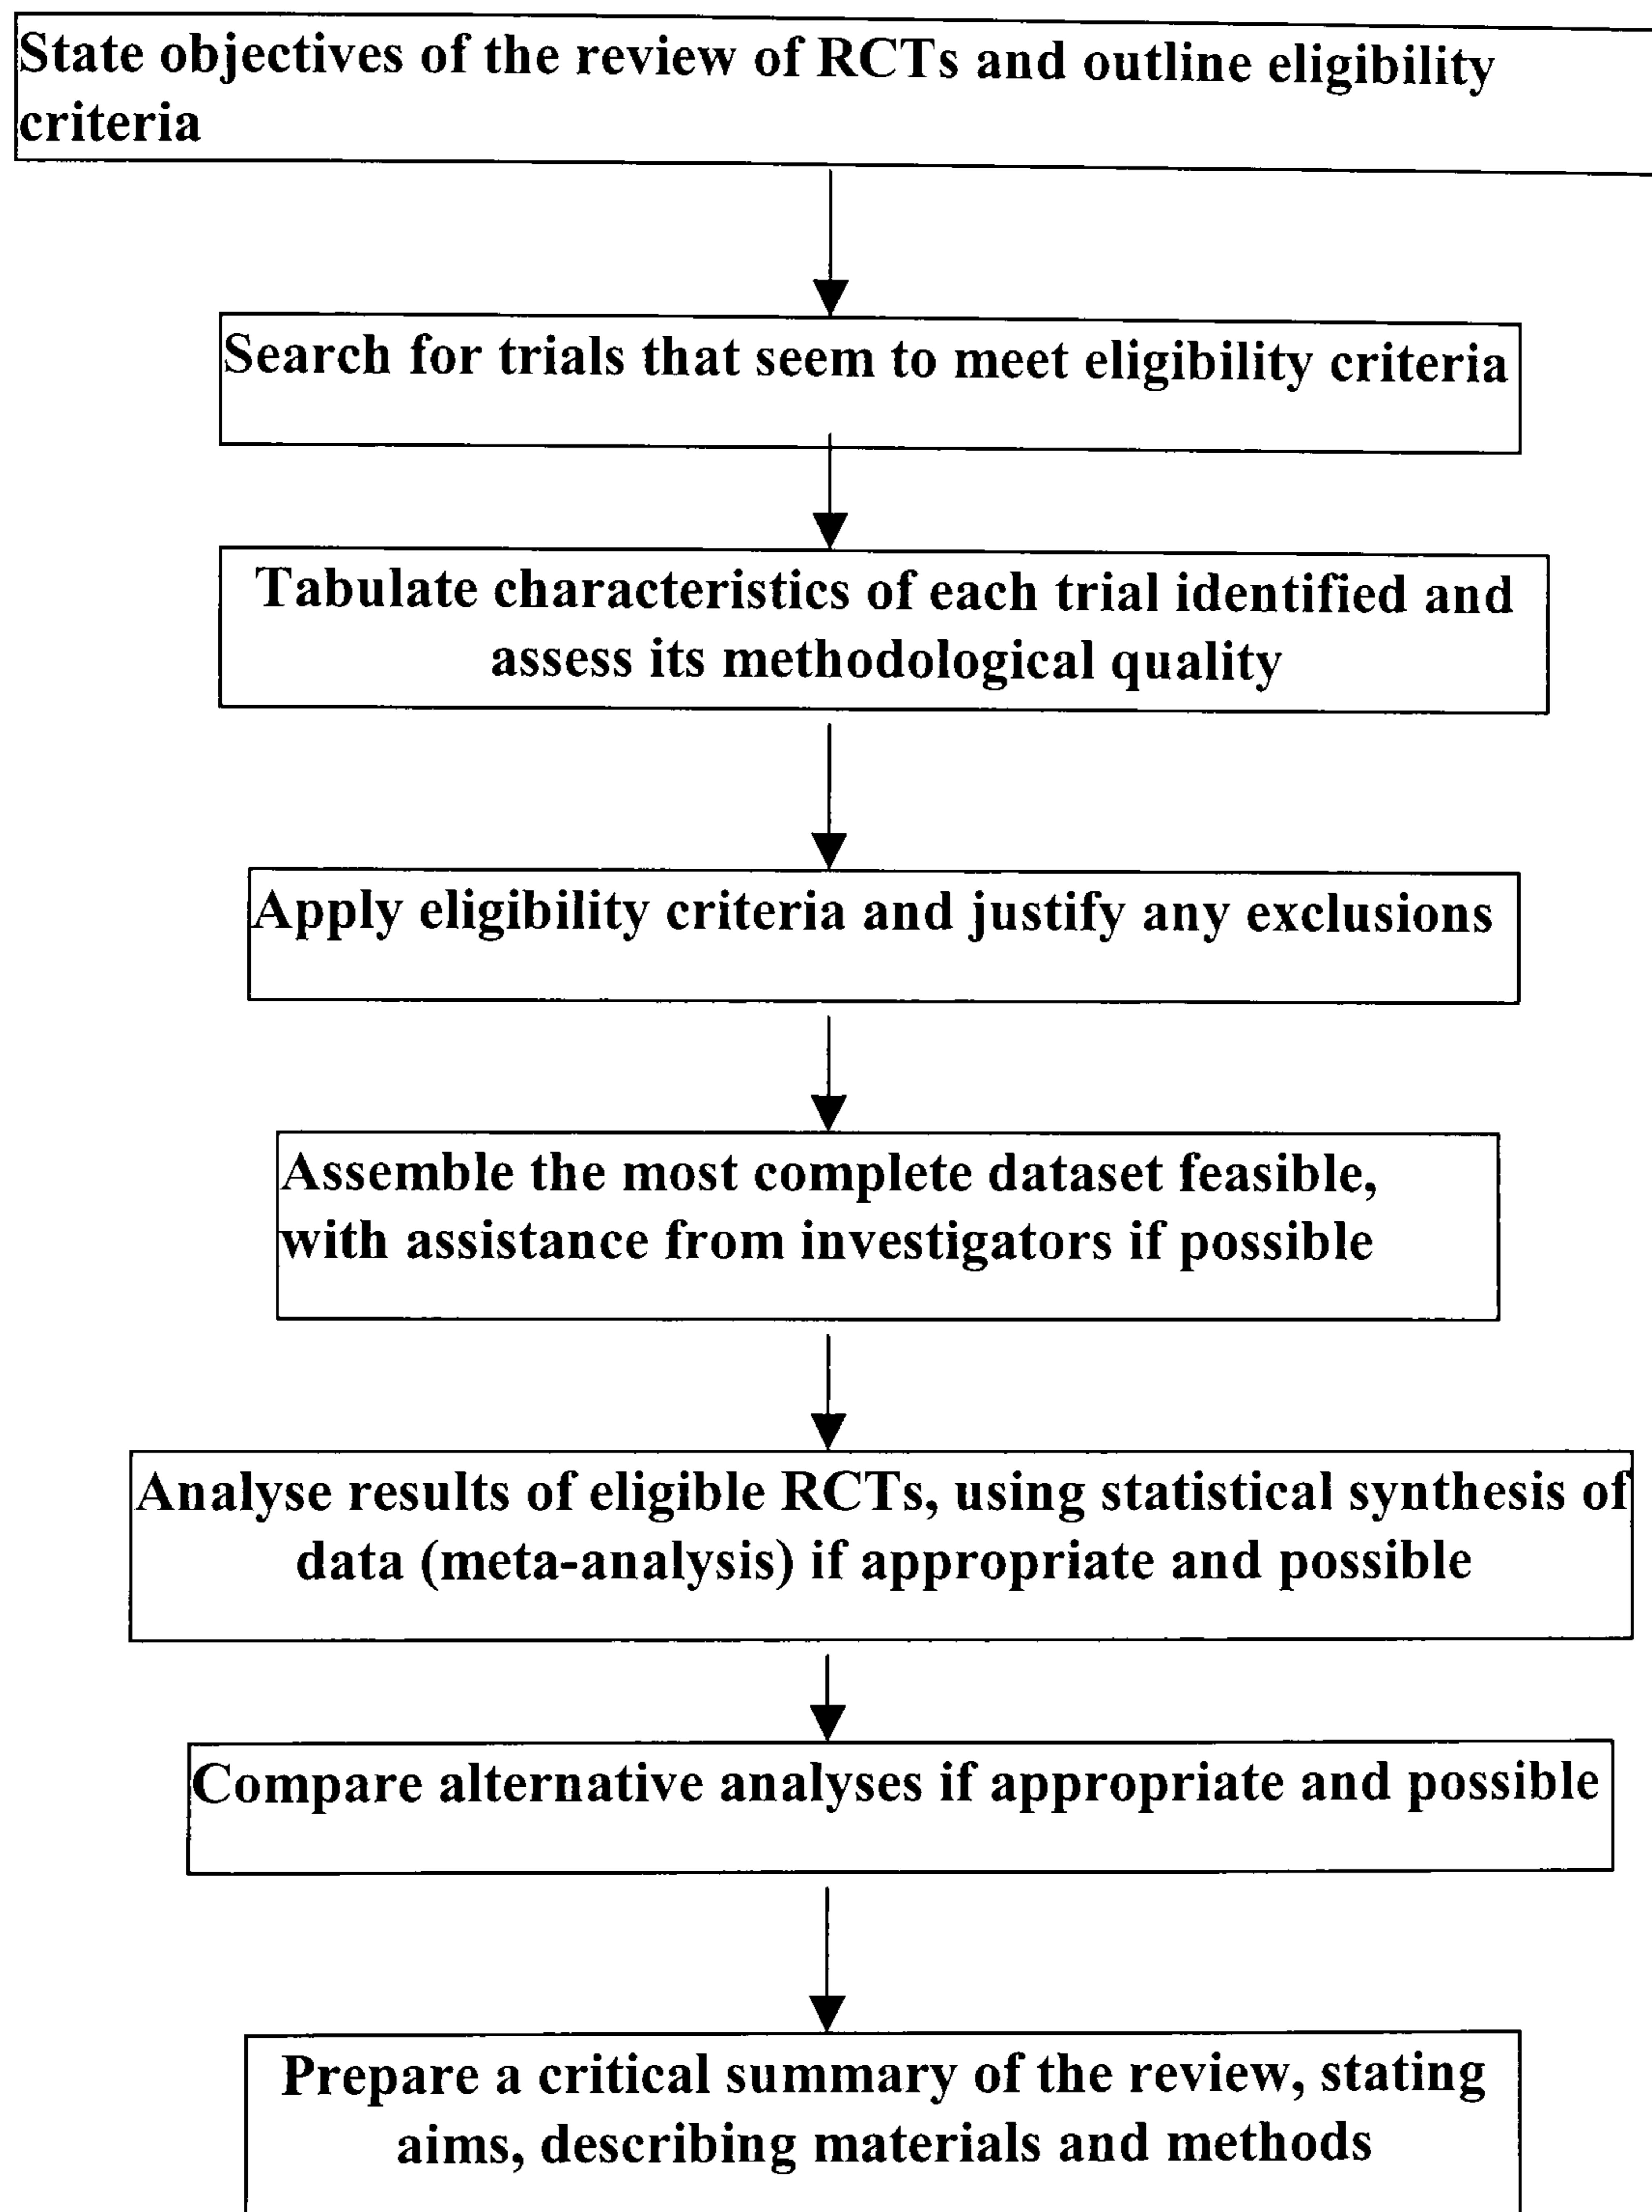 State objectives of the review of RCTs and outline eligibility
criteria
Search for trials that seem to meet eligibility criteria
Tabulate characteristics of each trial identified and
assess its methodological quality
Apply eligibility criteria and justify any exclusions
Assemble the most complete dataset feasible,
with assistance from investigators if possible
Analyse results of eligible RCTs, using statistical synthesis of
data (meta-analysis) if appropriate and possible
Compare alternative analyses if appropriate and possible
Prepare a critical summary of the review, stating
aims, describing materials and methods